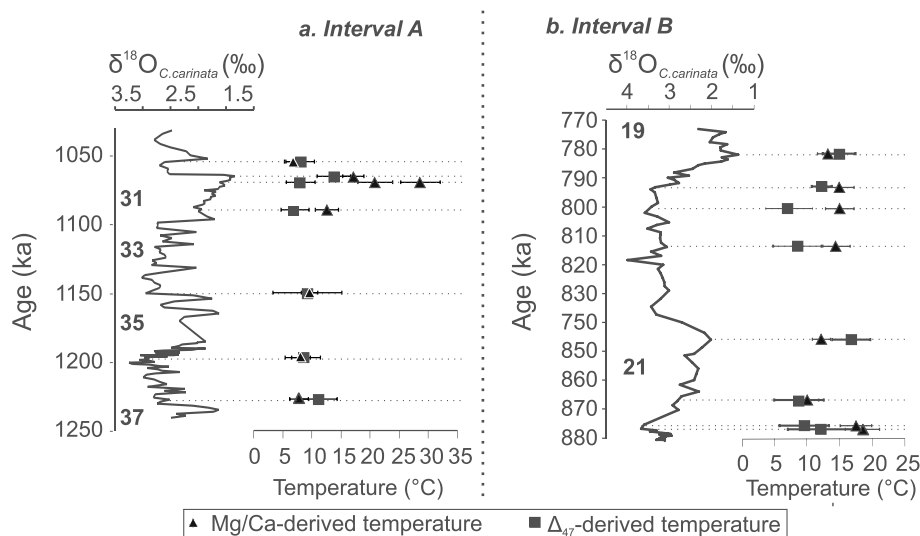 a. Interval A
b. Interval B
δ18O C.carinata (‰)
3.5 2.5 1.5
δ18O C.carinata (‰)
4 3 2 1
Age (ka)
1050
1100
1150
1200
1250
31
33
35
37
0 5 10 15 20 25 30 35
Temperature (°C)
Age (ka)
770
780
790
800
810
820
830
750
850
860
870
880
19
21
0 5 10 15 20 25
Temperature (°C)
Mg/Ca-derived temperature
Δ47-derived temperature